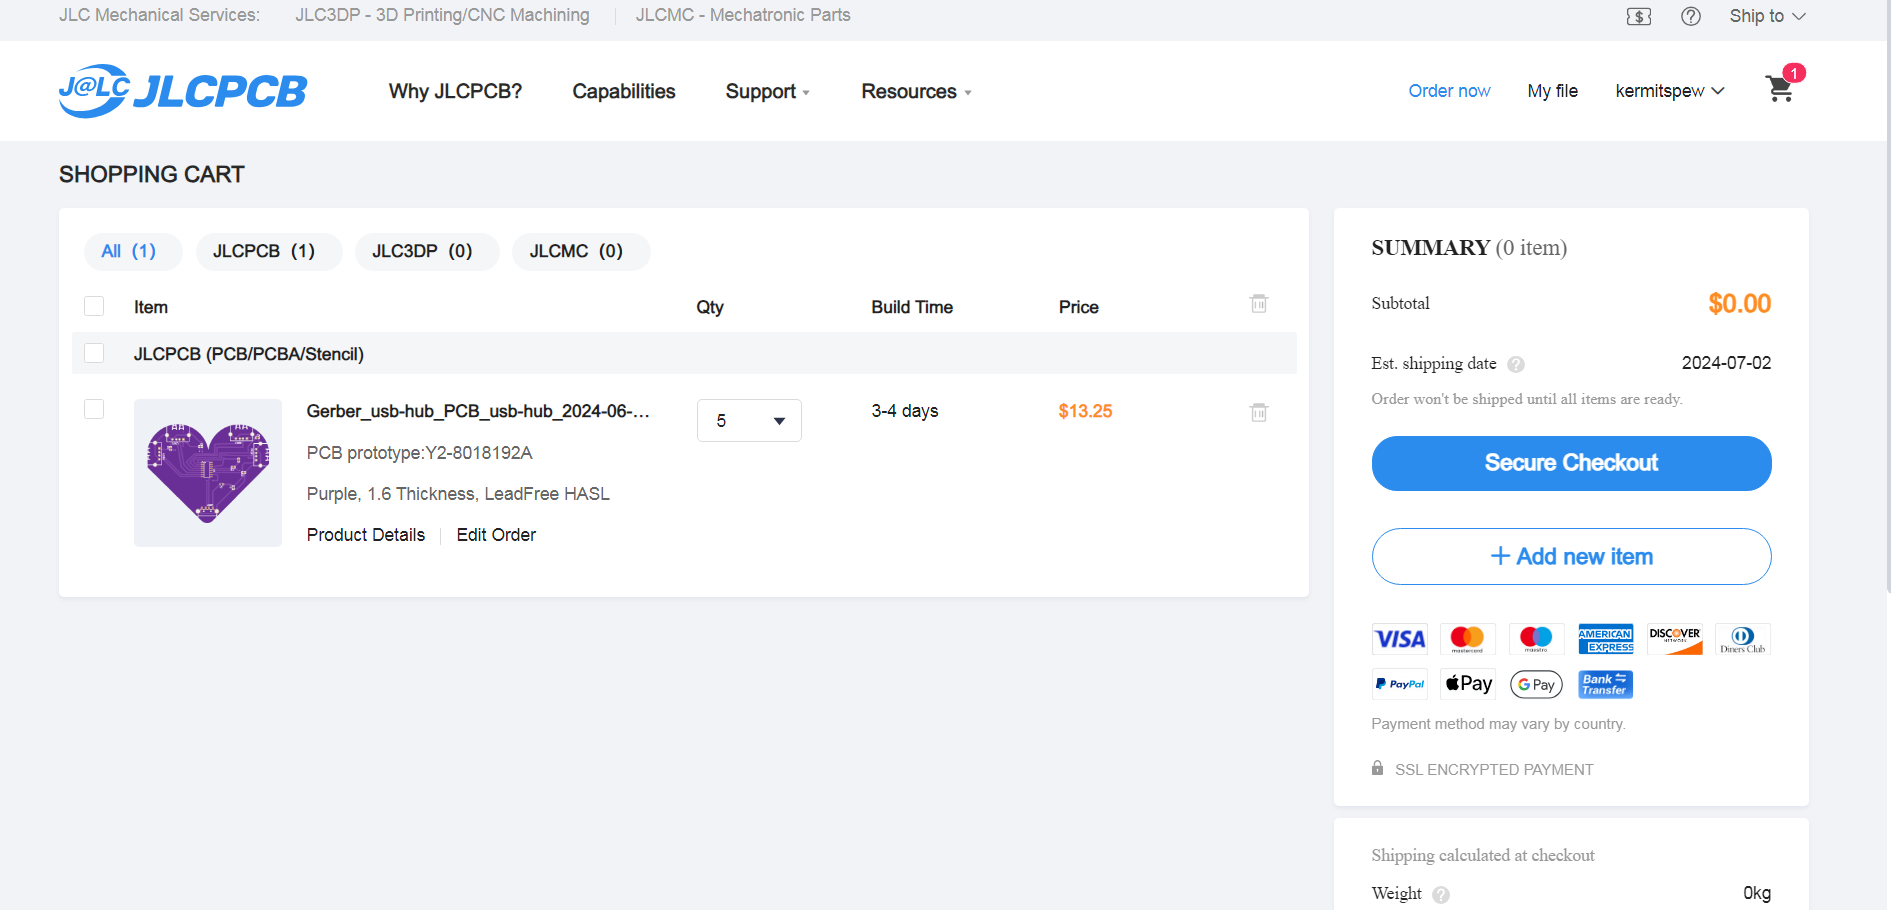 JLC Mechanical Services: JLC3DP - 3D Printing/CNC Machining JLCMC - Mechatronic Parts
Ship to
J@LC JLCPCB
Why JLCPCB? Capabilities Support Resources
Order now My file kermitspew 1
SHOPPING CART
All (1) JLCPCB (1) JLC3DP (0) JLCMC (0)
Item Qty Build Time Price
JLCPCB (PCB/PCBA/Stencil)
Gerber_usb-hub_PCB_usb-hub_2024-06-... 5 3-4 days $13.25
PCB prototype:Y2-8018192A
Purple, 1.6 Thickness, LeadFree HASL
Product Details Edit Order
SUMMARY (0 item)
Subtotal $0.00
Est. shipping date ? 2024-07-02
Order won't be shipped until all items are ready.
Secure Checkout
+ Add new item
VISA mastercard maestro AMERICAN EXPRESS DISCOVER NETWORK Diners Club
PayPal Pay G Pay Bank Transfer
Payment method may vary by country.
SSL ENCRYPTED PAYMENT
Shipping calculated at checkout
Weight ? 0kg